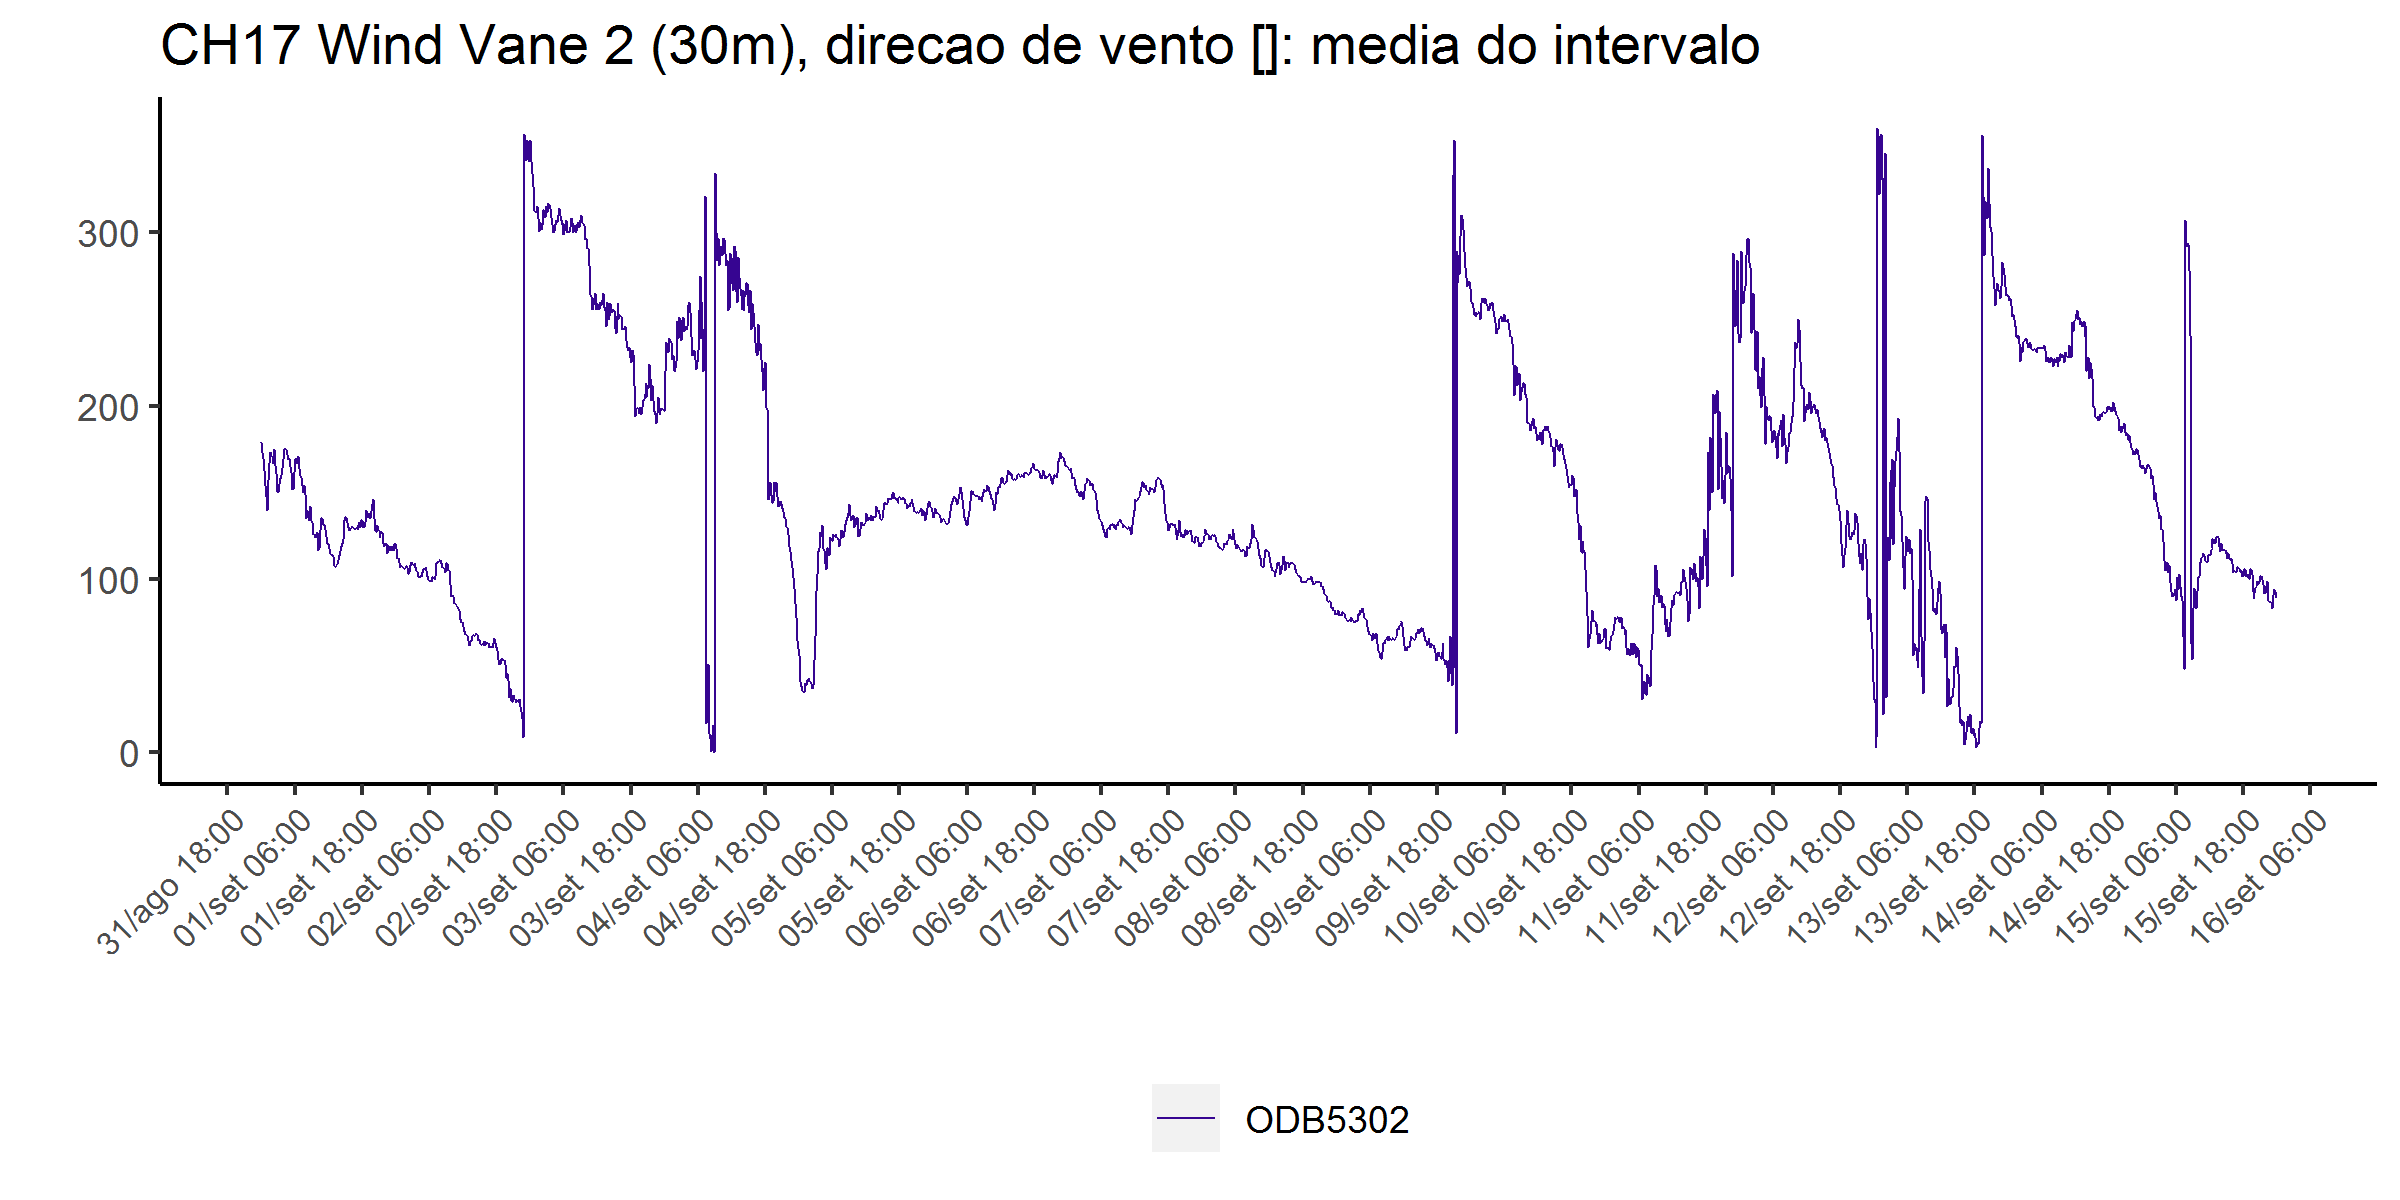 CH17 Wind Vane 2 (30m), direcao de vento []: media do intervalo
300
200
100
0
31/ago 18:00
01/set 06:00
01/set 18:00
02/set 06:00
02/set 18:00
03/set 06:00
03/set 18:00
04/set 06:00
04/set 18:00
05/set 06:00
05/set 18:00
06/set 06:00
06/set 18:00
07/set 06:00
07/set 18:00
08/set 06:00
08/set 18:00
09/set 06:00
09/set 18:00
10/set 06:00
10/set 18:00
11/set 06:00
11/set 18:00
12/set 06:00
12/set 18:00
13/set 06:00
13/set 18:00
14/set 06:00
14/set 18:00
15/set 06:00
15/set 18:00
16/set 06:00
ODB5302